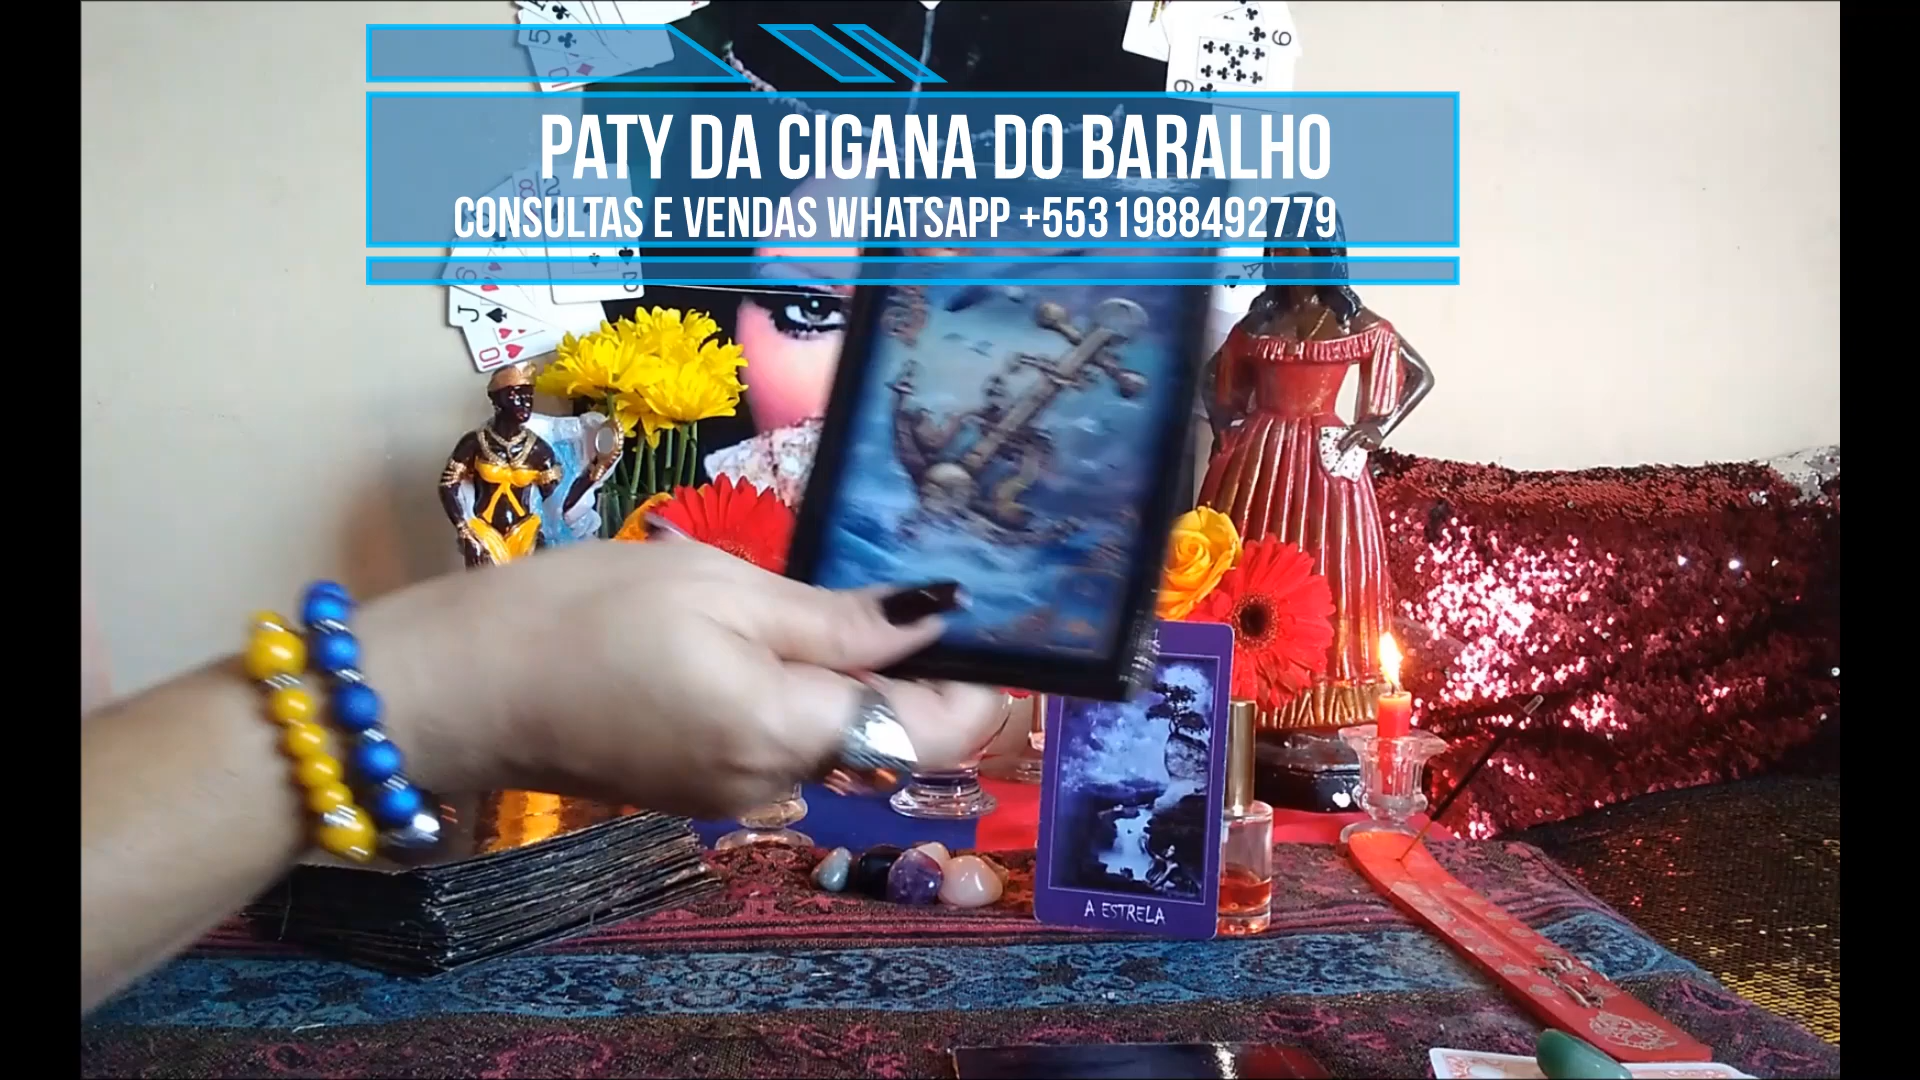 PATY DA CIGANA DO BARALHO
CONSULTAS E VENDAS WHATSAPP +5531988492779
A ESTRELA